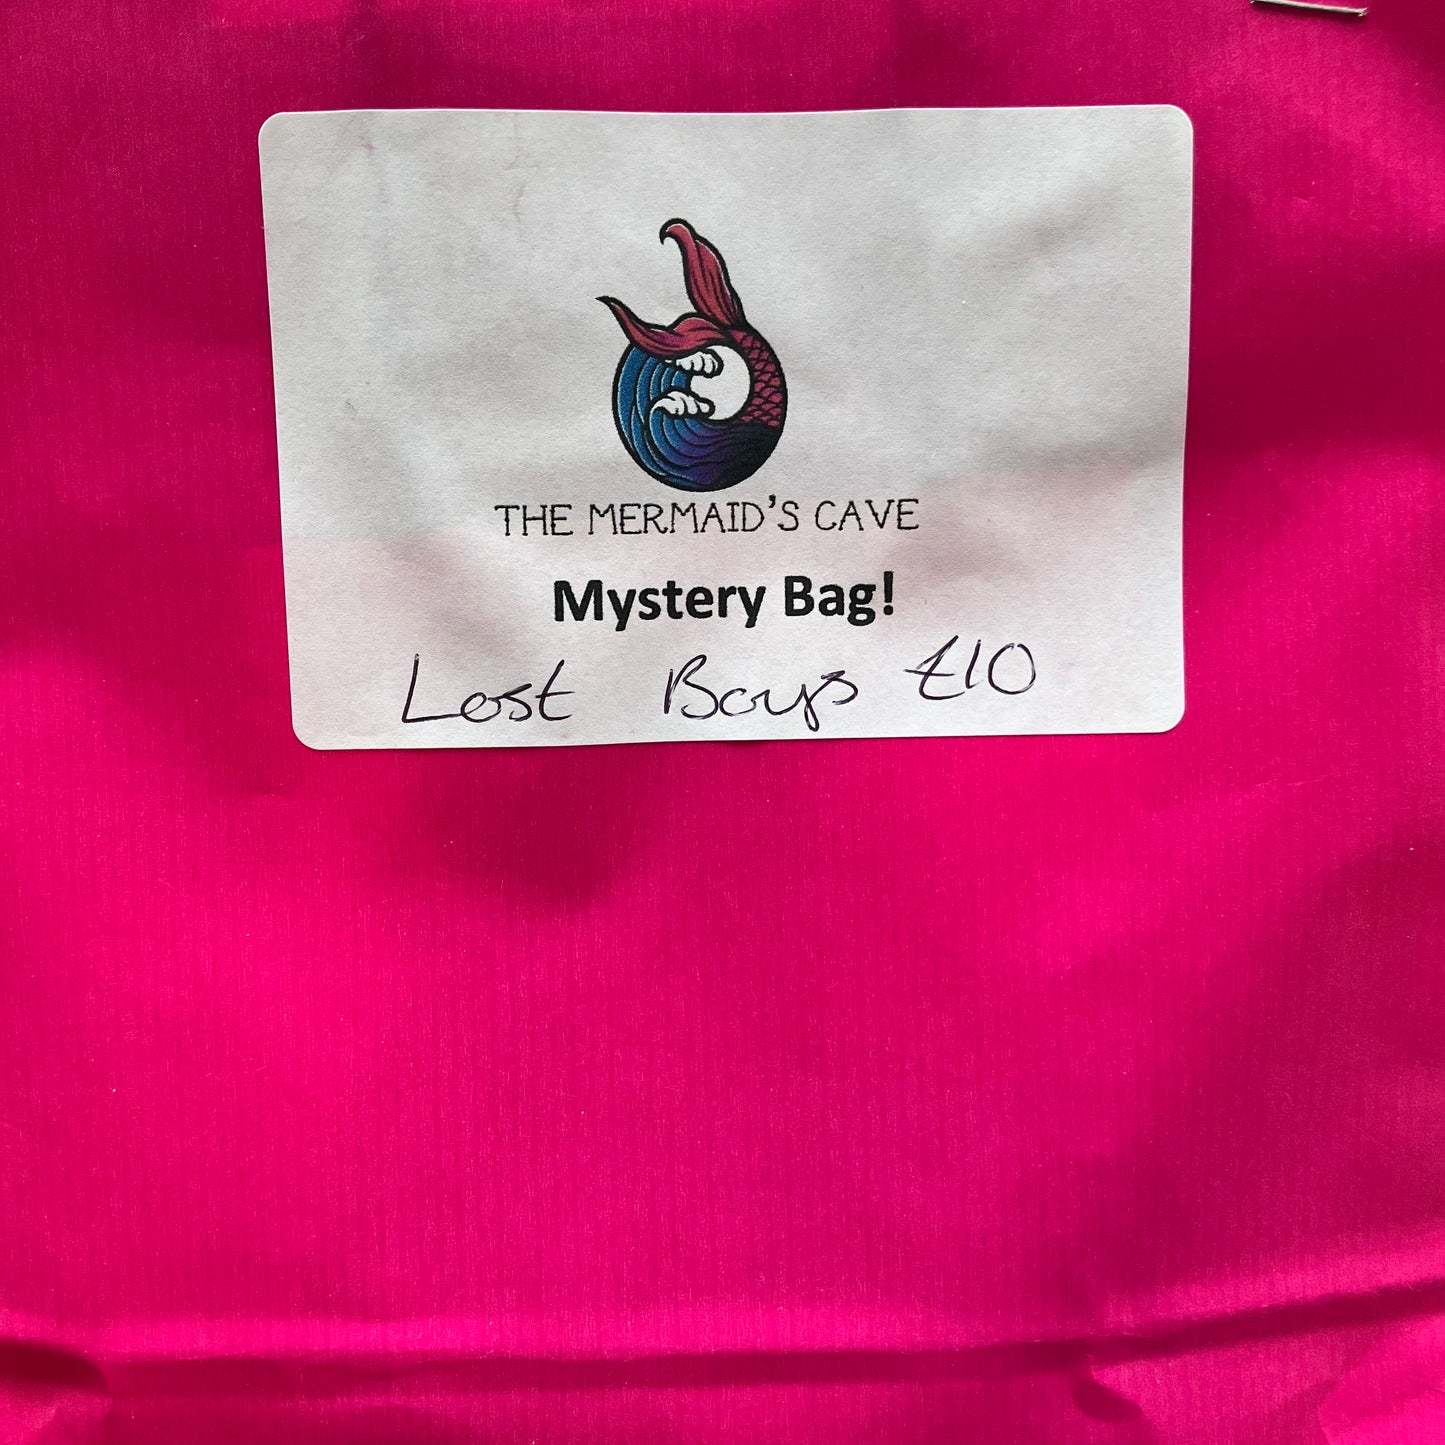 THE MERMAID'S CAVE
Mystery Bag!
Lost Boys £10